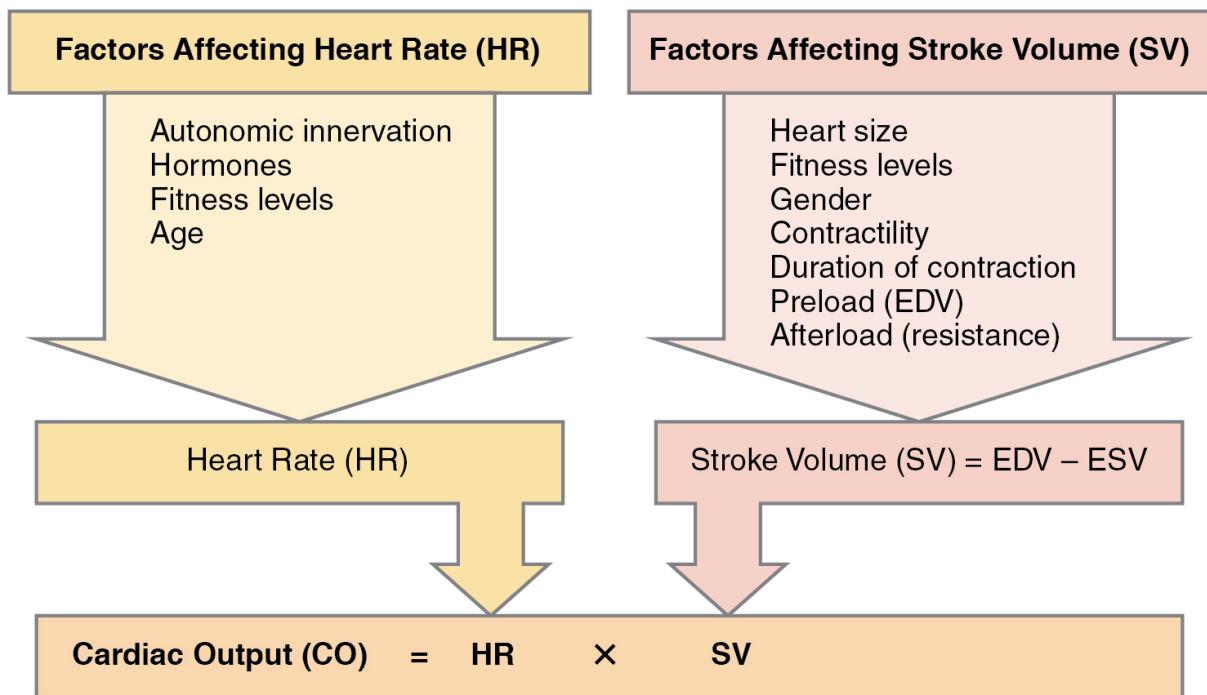 Factors Affecting Heart Rate (HR)
Autonomic innervation
Hormones
Fitness levels
Age
Heart Rate (HR)
Factors Affecting Stroke Volume (SV)
Heart size
Fitness levels
Gender
Contractility
Duration of contraction
Preload (EDV)
Afterload (resistance)
Stroke Volume (SV) = EDV – ESV
Cardiac Output (CO) = HR × SV